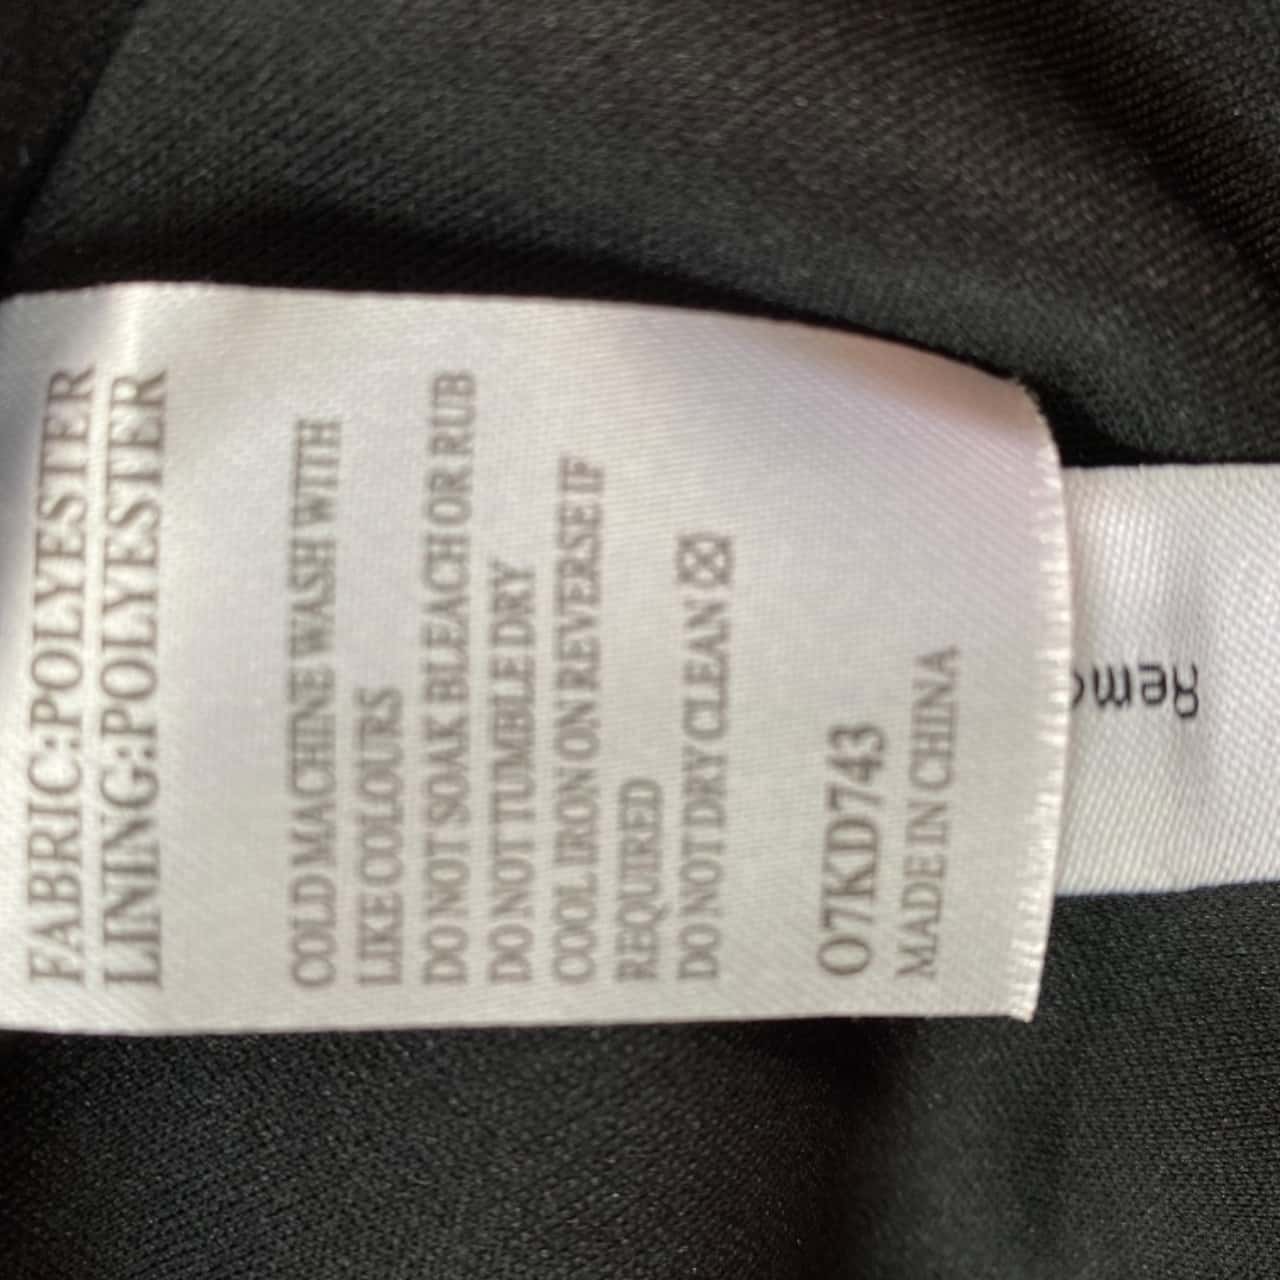 FABRIC:POLYESTER
LINING:POLYESTER
COLD MACHINE WASH WITH
LIKE COLOURS
DO NOT SOAK BLEACH OR RUB
DO NOT TUMBLE DRY
COOL IRON ON REVERSE IF
REQUIRED
DO NOT DRY CLEAN
O7KD743
MADE IN CHINA